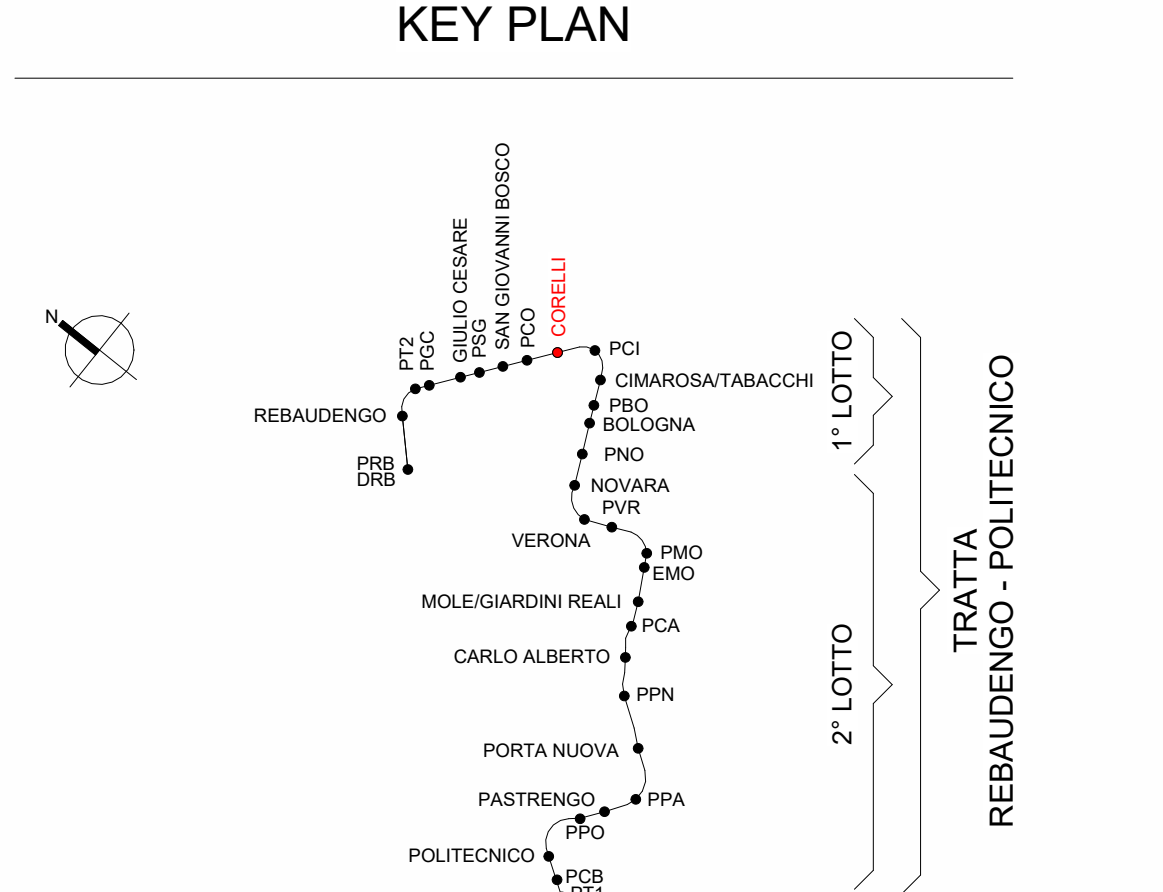 KEY PLAN
N
PT2
PGC
GIULIO CESARE
PSG
SAN GIOVANNI BOSCO
PCO
CORELLI
PCI
CIMAROSA/TABACCHI
REBAUDENGO
PBO
BOLOGNA
PRB
DRB
PNO
NOVARA
PVR
VERONA
PMO
EMO
MOLE/GIARDINI REALI
PCA
CARLO ALBERTO
PPN
PORTA NUOVA
PASTRENGO
PPA
PPO
POLITECNICO
PCB
PT1
1° LOTTO
2° LOTTO
TRATTA
REBAUDENGO - POLITECNICO